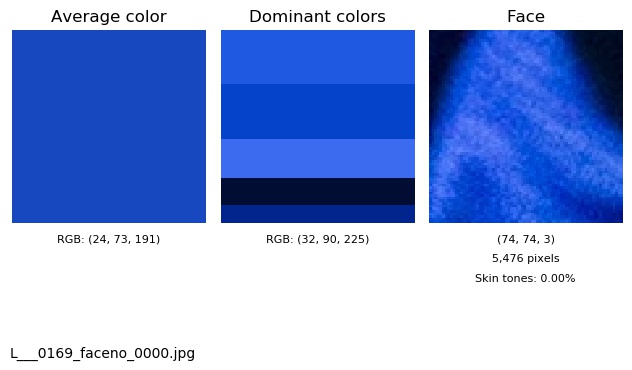 Average color
Dominant colors
Face
RGB: (24, 73, 191)
RGB: (32, 90, 225)
(74, 74, 3)
5,476 pixels
Skin tones: 0.00%
L___0169_faceno_0000.jpg